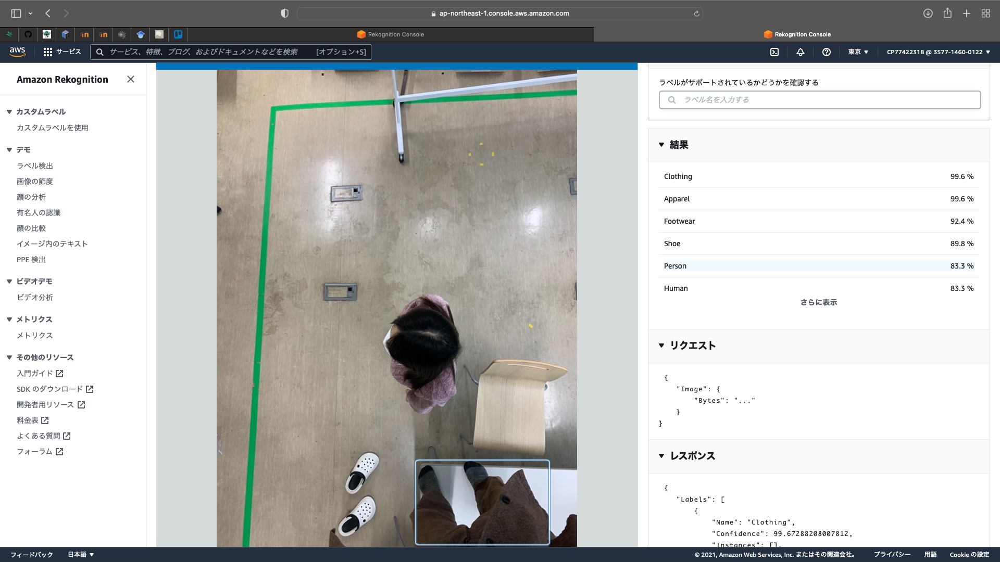 ap-northeast-1.console.aws.amazon.com
Rekognition Console
Rekognition Console
aws
サービス
サービス、特徴、ブログ、およびドキュメントなどを検索
[オプション+S]
東京
CP77422318 @ 3577-1460-0122
Amazon Rekognition
カスタムラベル
カスタムラベルを使用
デモ
ラベル検出
画像の節度
顔の分析
有名人の認識
顔の比較
イメージ内のテキスト
PPE 検出
ビデオデモ
ビデオ分析
メトリクス
メトリクス
その他のリソース
入門ガイド
SDK のダウンロード
開発者用リソース
料金表
よくある質問
フォーラム
ラベルがサポートされているかどうかを確認する
ラベル名を入力する
結果
Clothing 99.6 %
Apparel 99.6 %
Footwear 92.4 %
Shoe 89.8 %
Person 83.3 %
Human 83.3 %
さらに表示
リクエスト
{
"Image": {
"Bytes": "..."
}
}
レスポンス
{
"Labels": [
{
"Name": "Clothing",
"Confidence": 99.67288208007812,
"Instances": [],
フィードバック
日本語
© 2021, Amazon Web Services, Inc. またはその関連会社。
プライバシー
用語
Cookie の設定